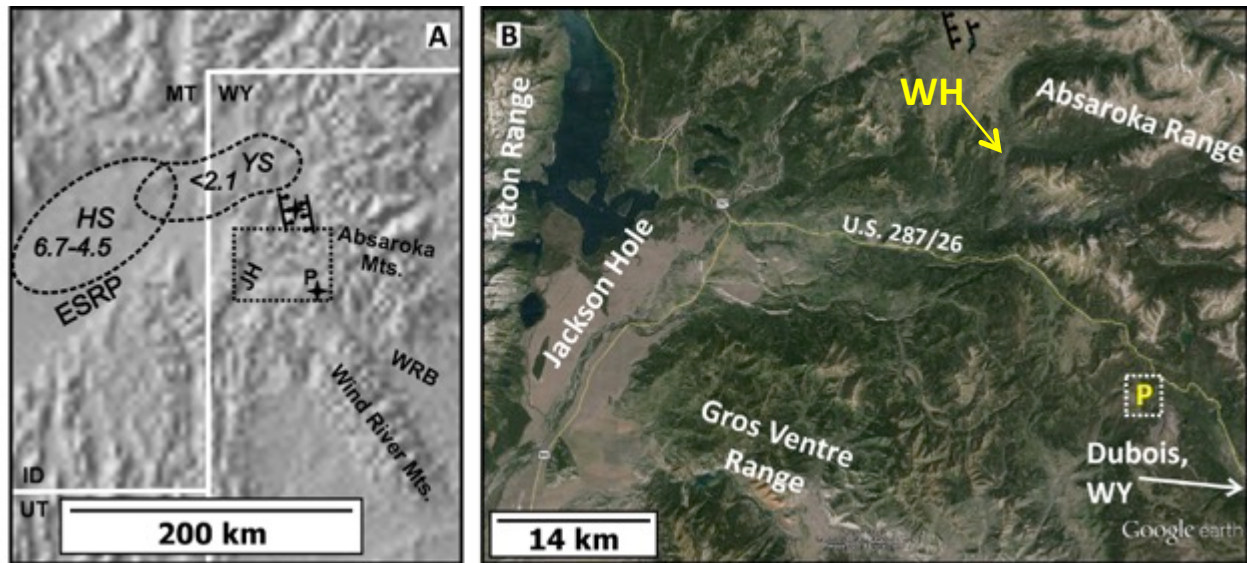 A
MT WY
YS
<2.1
HS
6.7-4.5
ESRP
Absaroka
Mts.
JH
P
WRB
Wind River Mts.
ID
UT
200 km
B
WH
Absaroka Range
Teton Range
U.S. 287/26
Jackson Hole
P
Gros Ventre
Range
Dubois,
WY
14 km
Google earth